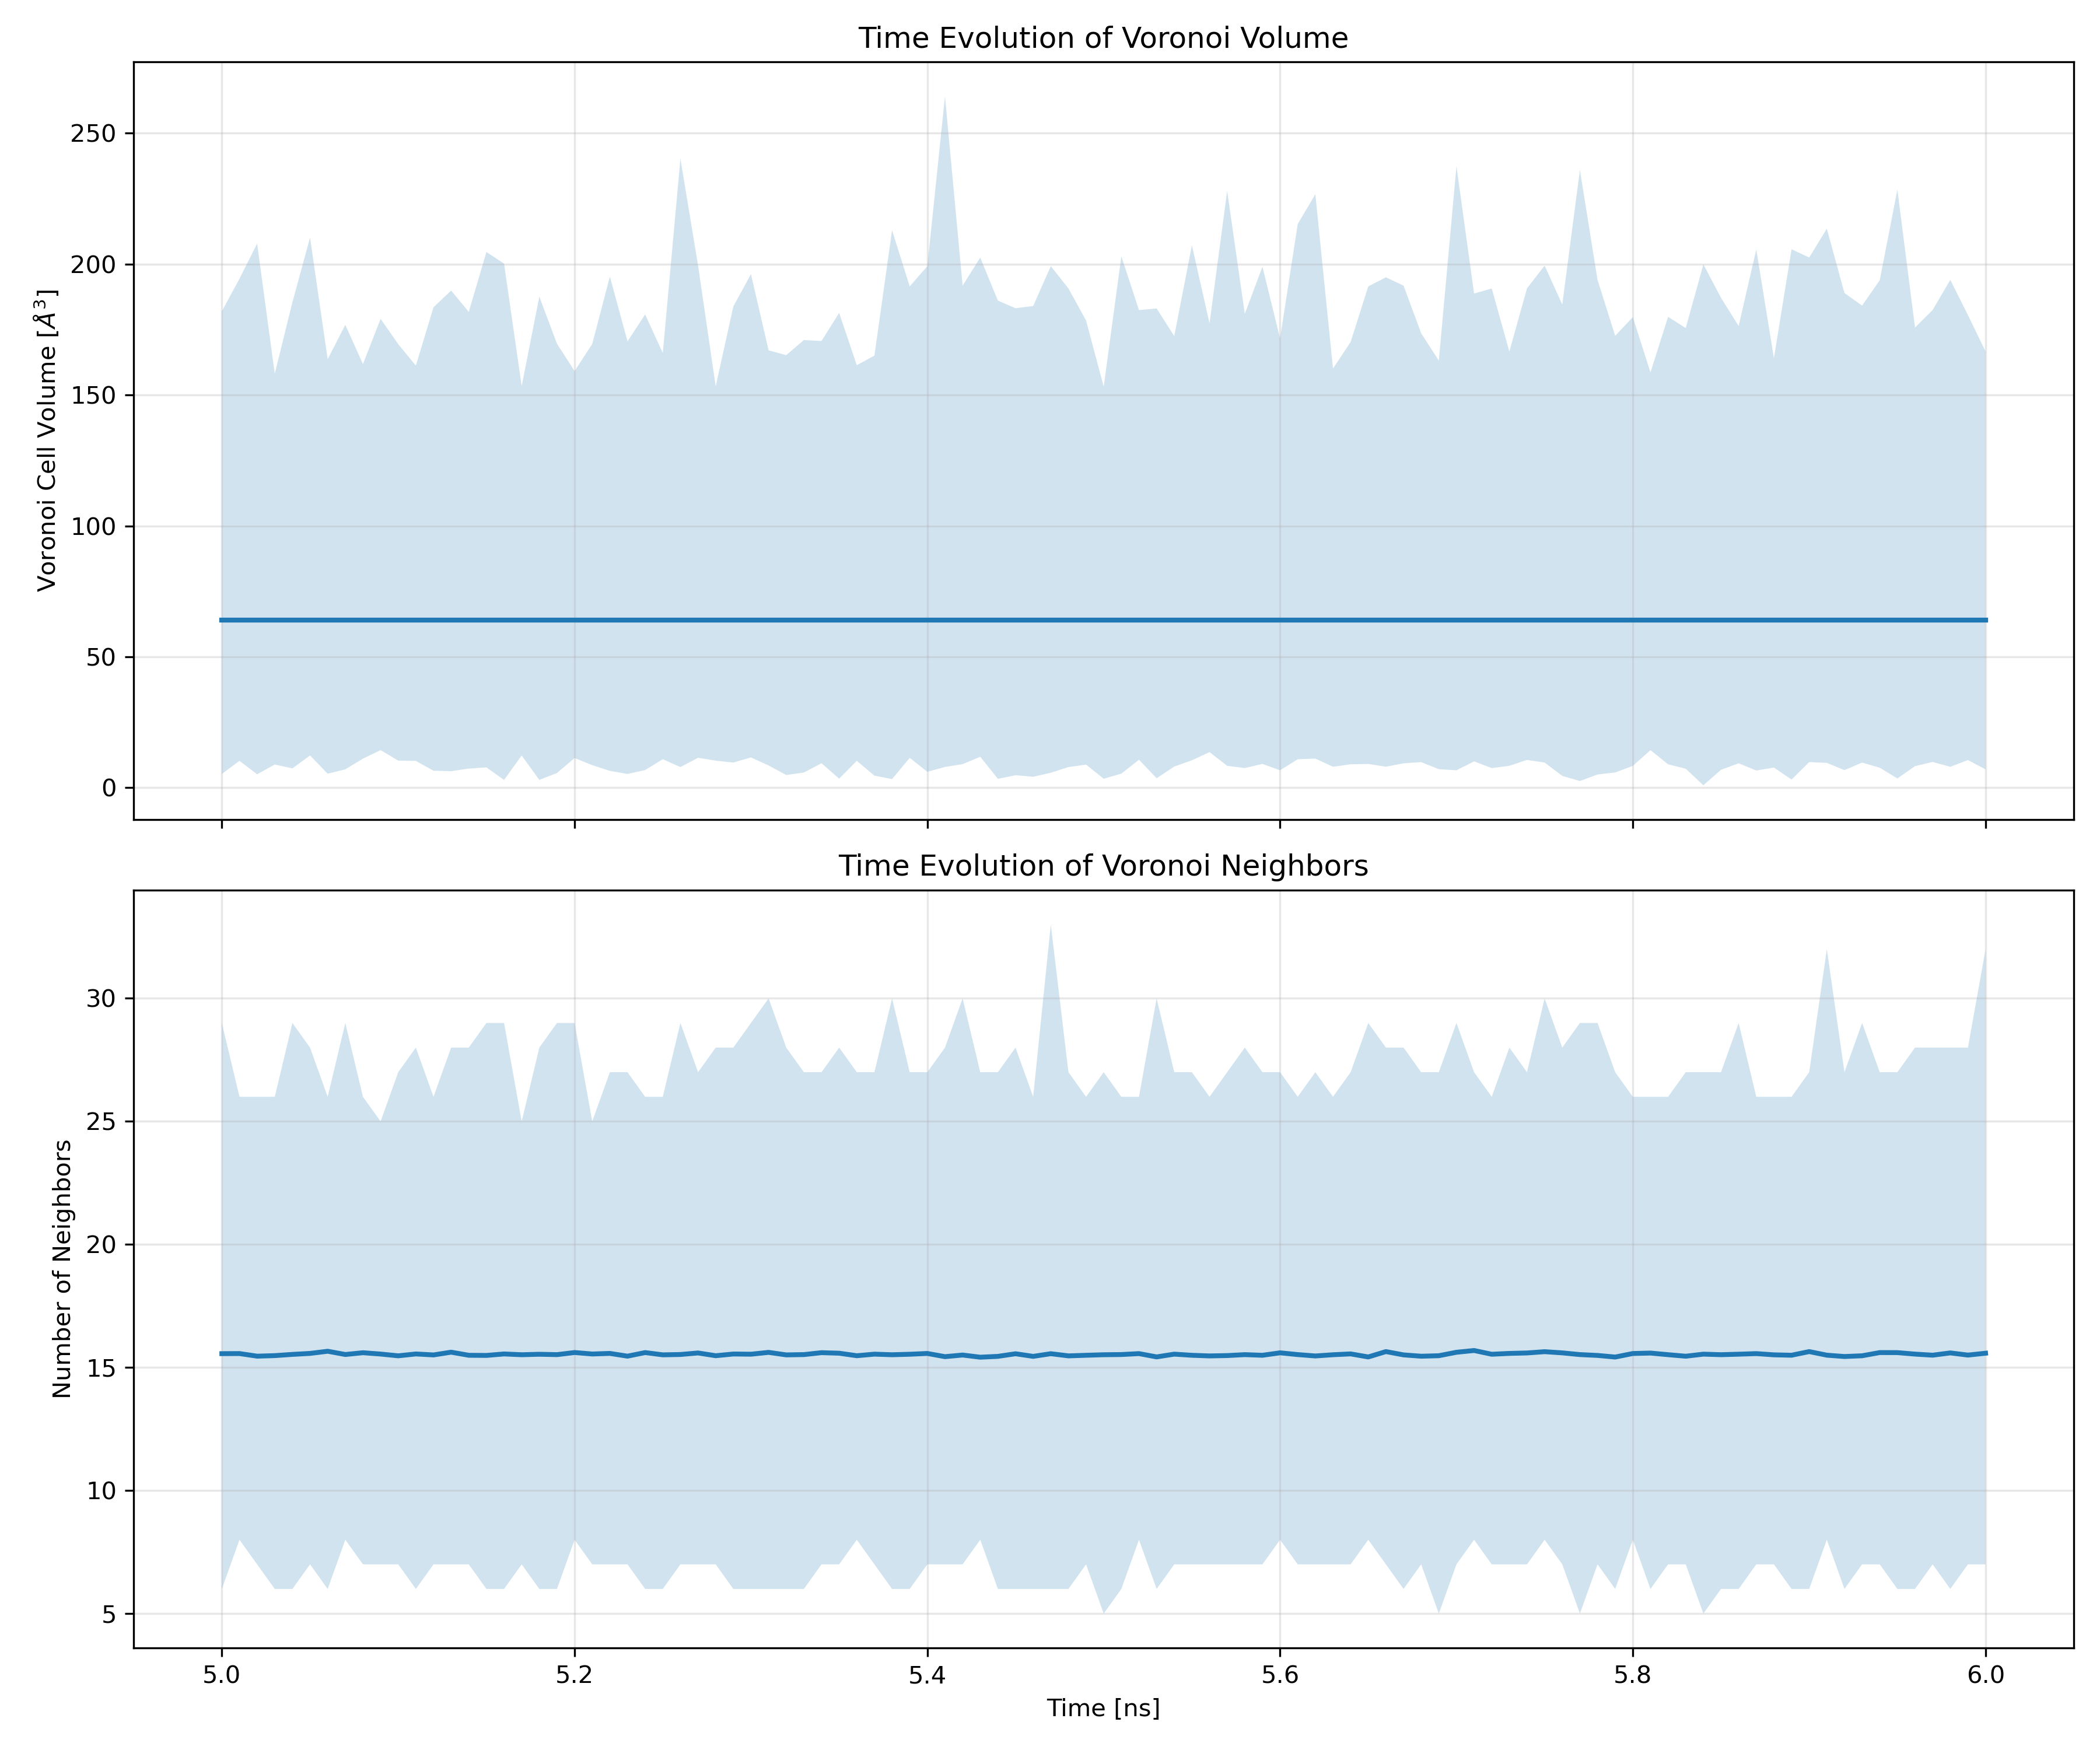 Time Evolution of Voronoi Volume
Voronoi Cell Volume [Å³]
250
200
150
100
50
0
Time Evolution of Voronoi Neighbors
Number of Neighbors
30
25
20
15
10
5
5.0 5.2 5.4 5.6 5.8 6.0
Time [ns]